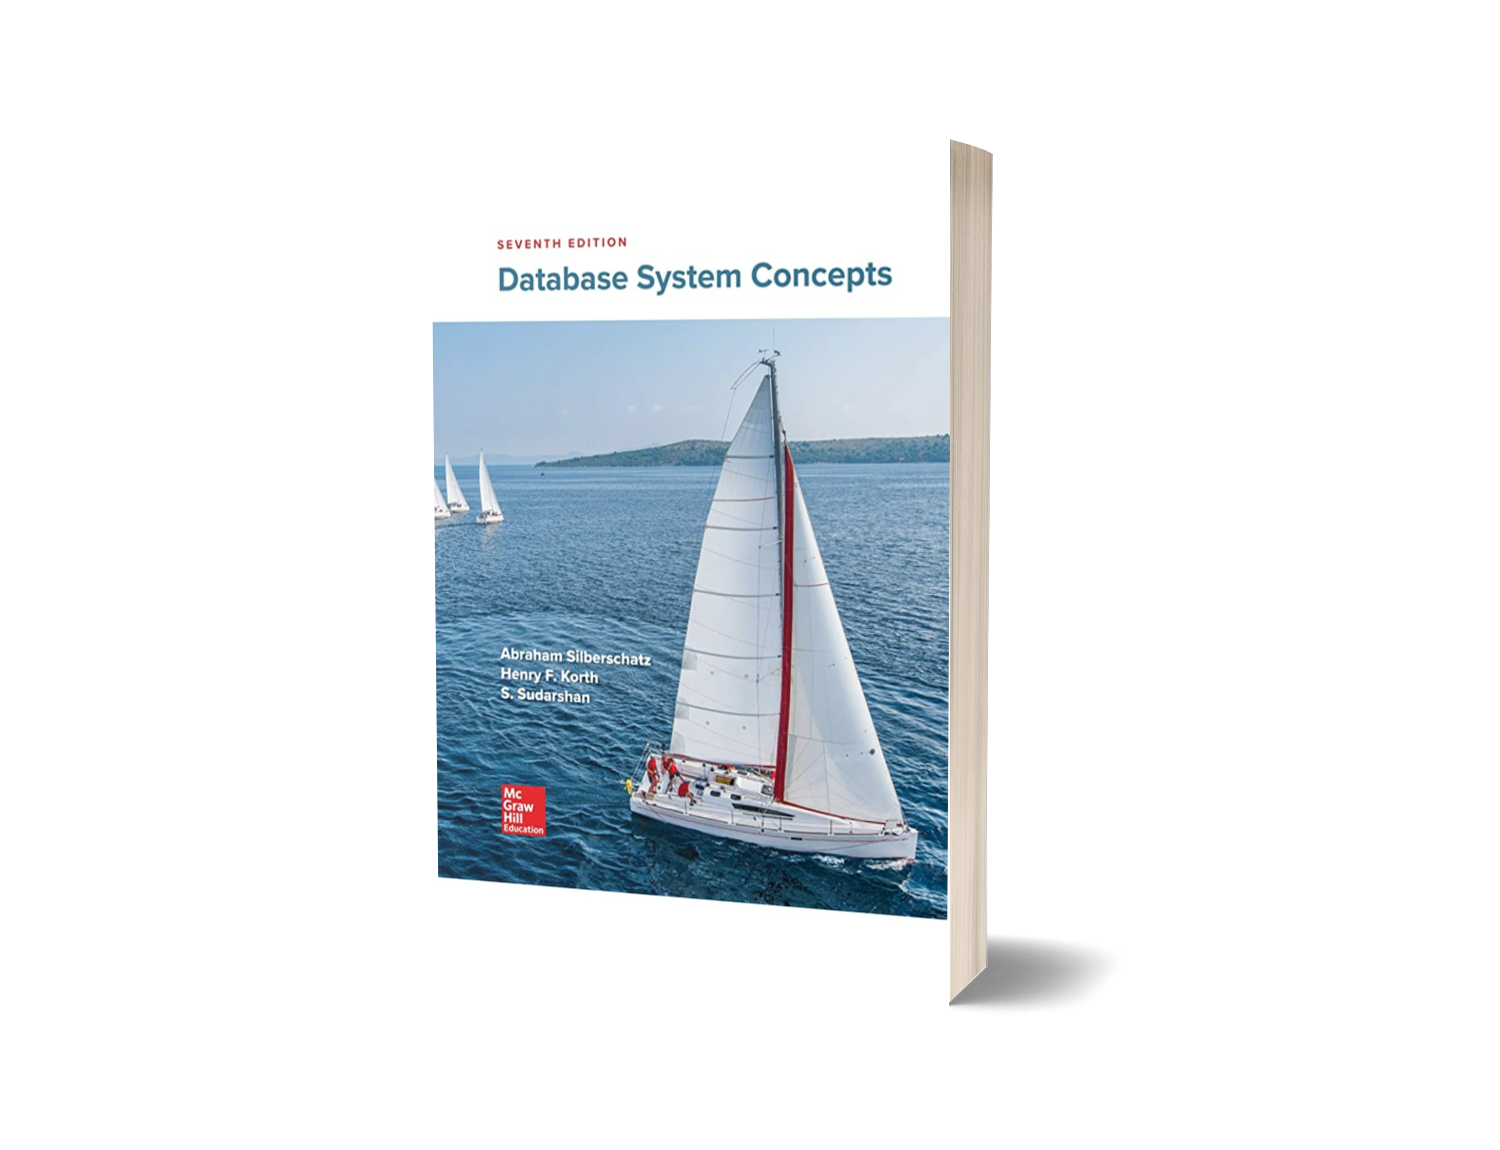 SEVENTH EDITION
Database System Concepts
Abraham Silberschatz
Henry F. Korth
S. Sudarshan
Mc
Graw
Hill
Education